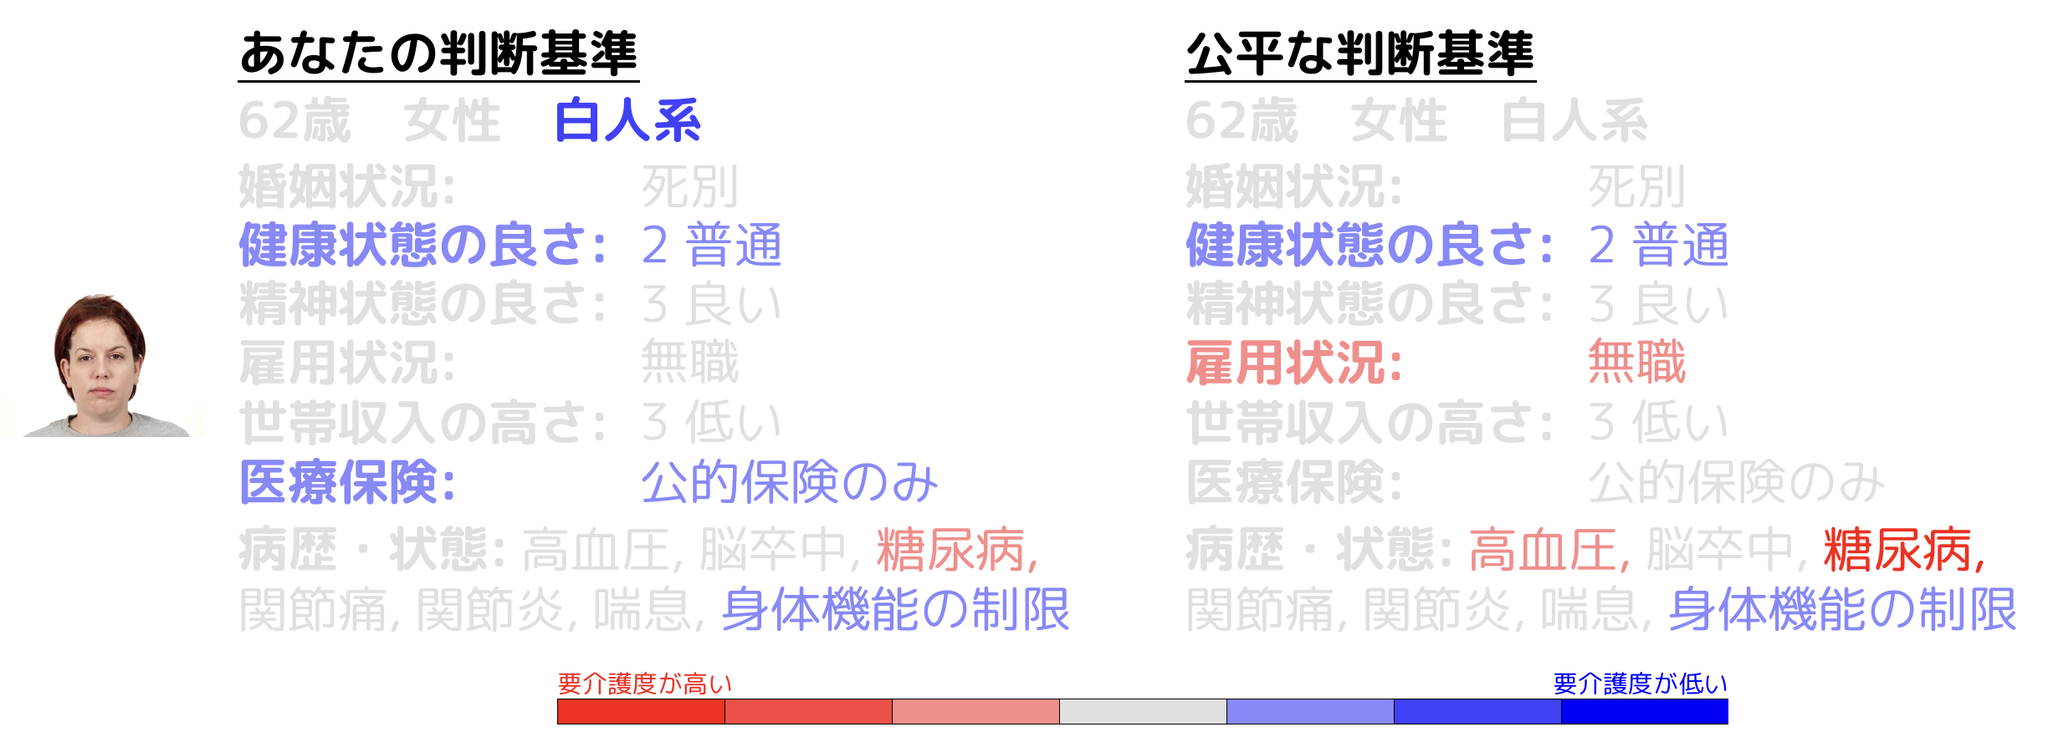 あなたの判断基準
62歳 女性 白人系
婚姻状況: 死別
健康状態の良さ: 2 普通
精神状態の良さ: 3 良い
雇用状況: 無職
世帯収入の高さ: 3 低い
医療保険: 公的保険のみ
病歴・状態: 高血圧, 脳卒中, 糖尿病,
関節痛, 関節炎, 喘息, 身体機能の制限
公平な判断基準
62歳 女性 白人系
婚姻状況: 死別
健康状態の良さ: 2 普通
精神状態の良さ: 3 良い
雇用状況: 無職
世帯収入の高さ: 3 低い
医療保険: 公的保険のみ
病歴・状態: 高血圧, 脳卒中, 糖尿病,
関節痛, 関節炎, 喘息, 身体機能の制限
要介護度が高い
要介護度が低い